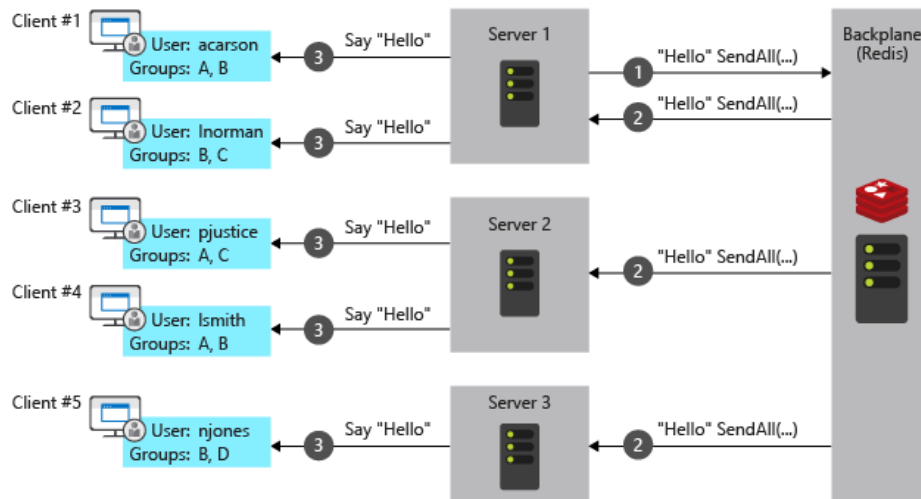 Client #1
User: acarson
Groups: A, B
3
Say "Hello"
Server 1
1
"Hello" SendAll(...)
Backplane
(Redis)
Client #2
User: lnorman
Groups: B, C
3
Say "Hello"
2
"Hello" SendAll(...)
Client #3
User: pjustice
Groups: A, C
3
Say "Hello"
Server 2
2
"Hello" SendAll(...)
Client #4
User: lsmith
Groups: A, B
3
Say "Hello"
Client #5
User: njones
Groups: B, D
3
Say "Hello"
Server 3
2
"Hello" SendAll(...)